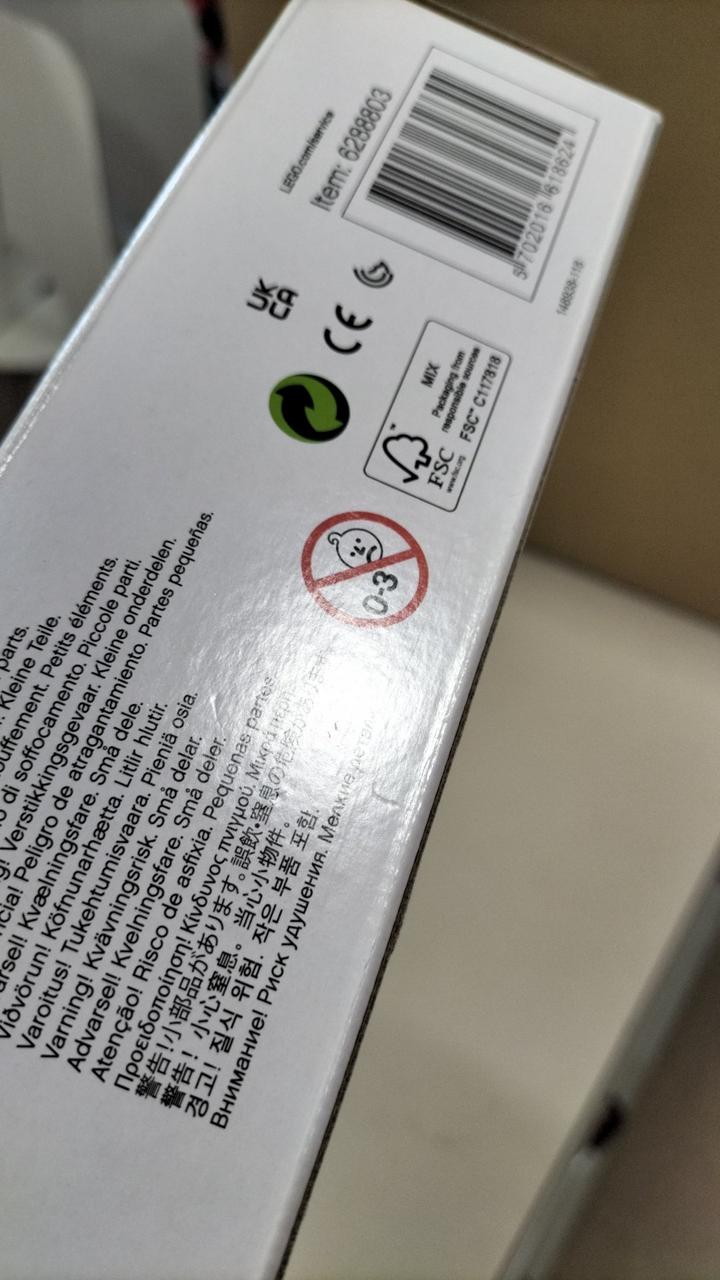 LEGO.com/service
Item: 6288803
5 702016 618624
UK
CA
CE
MIX
Packaging from
responsible sources
FSC™ C117818
FSC
www.fsc.org
0-3
parts.
Kleine Teile.
Petits éléments.
di soffocamento. Piccole parti.
Verstikkingsgevaar. Kleine onderdelen.
Peligro de atragantamiento. Partes pequeñas.
Kvælningsfare. Små dele.
Viðvörun! Köfnunarhætta. Litlir hlutir.
Varoitus! Tukehtumisvaara. Pieniä osia.
Varning! Kvävningsrisk. Små delar.
Advarsel! Kvelningsfare. Små deler.
Atenção! Risco de asfixia. Pequenas partes.
Προειδοποίηση! Κίνδυνος πνιγμού. Μικρά
警告!小部品があります。誤飲・窒息の危険があります
警告！小心窒息。当心小物件。
경고! 질식 위험. 작은 부품 포함.
Внимание! Риск удушения. Мелкие детали